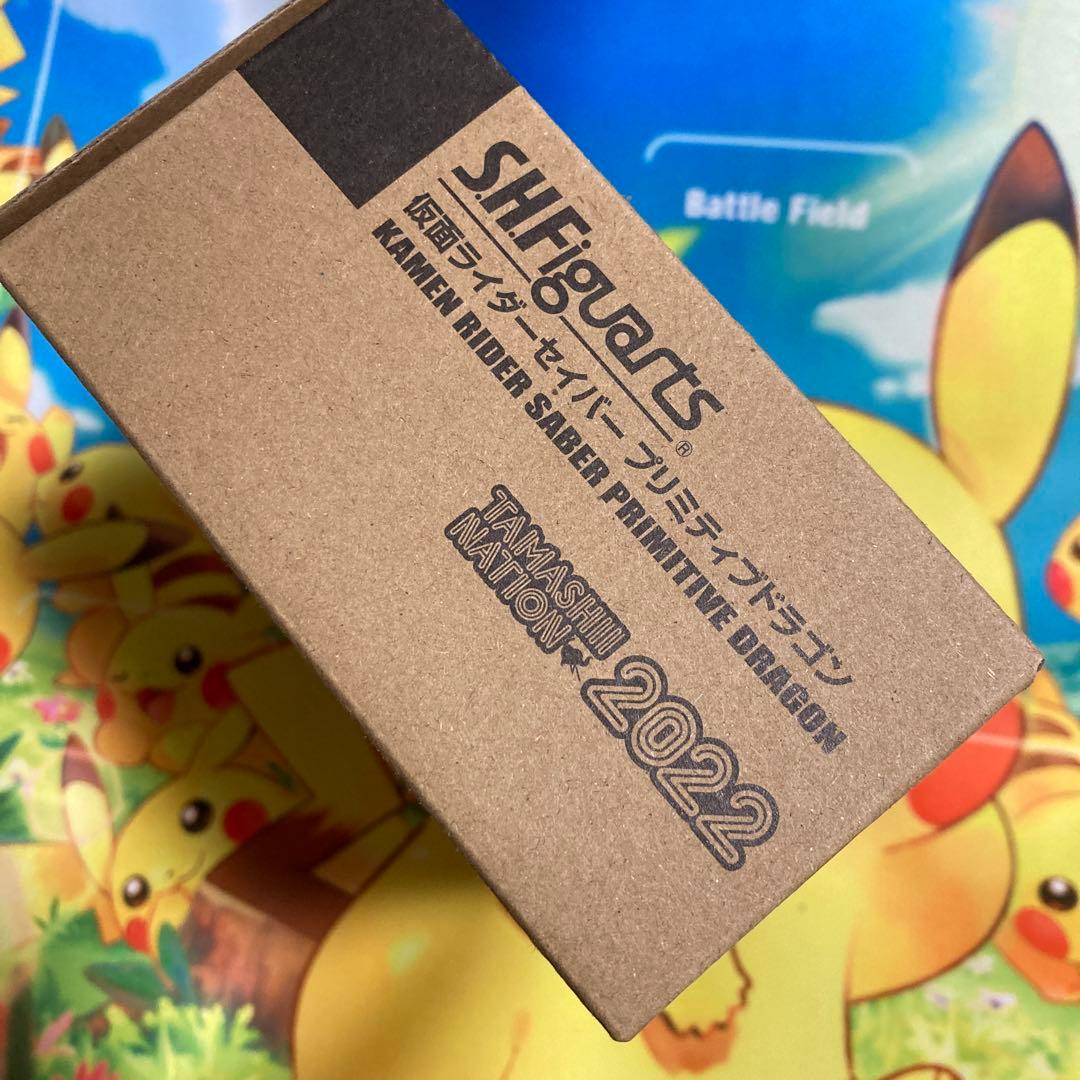 S.H.Figuarts®
仮面ライダーセイバー プリミティブドラゴン
KAMEN RIDER SABER PRIMITIVE DRAGON
TAMASHII
NATION
2022
Battle Field